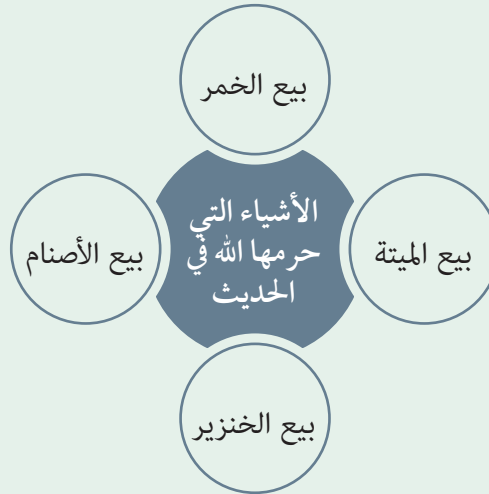 بيع الخمر
الأشياء التي
حرمها الله في
الحديث
بيع الميتة
بيع الأصنام
بيع الخنزير